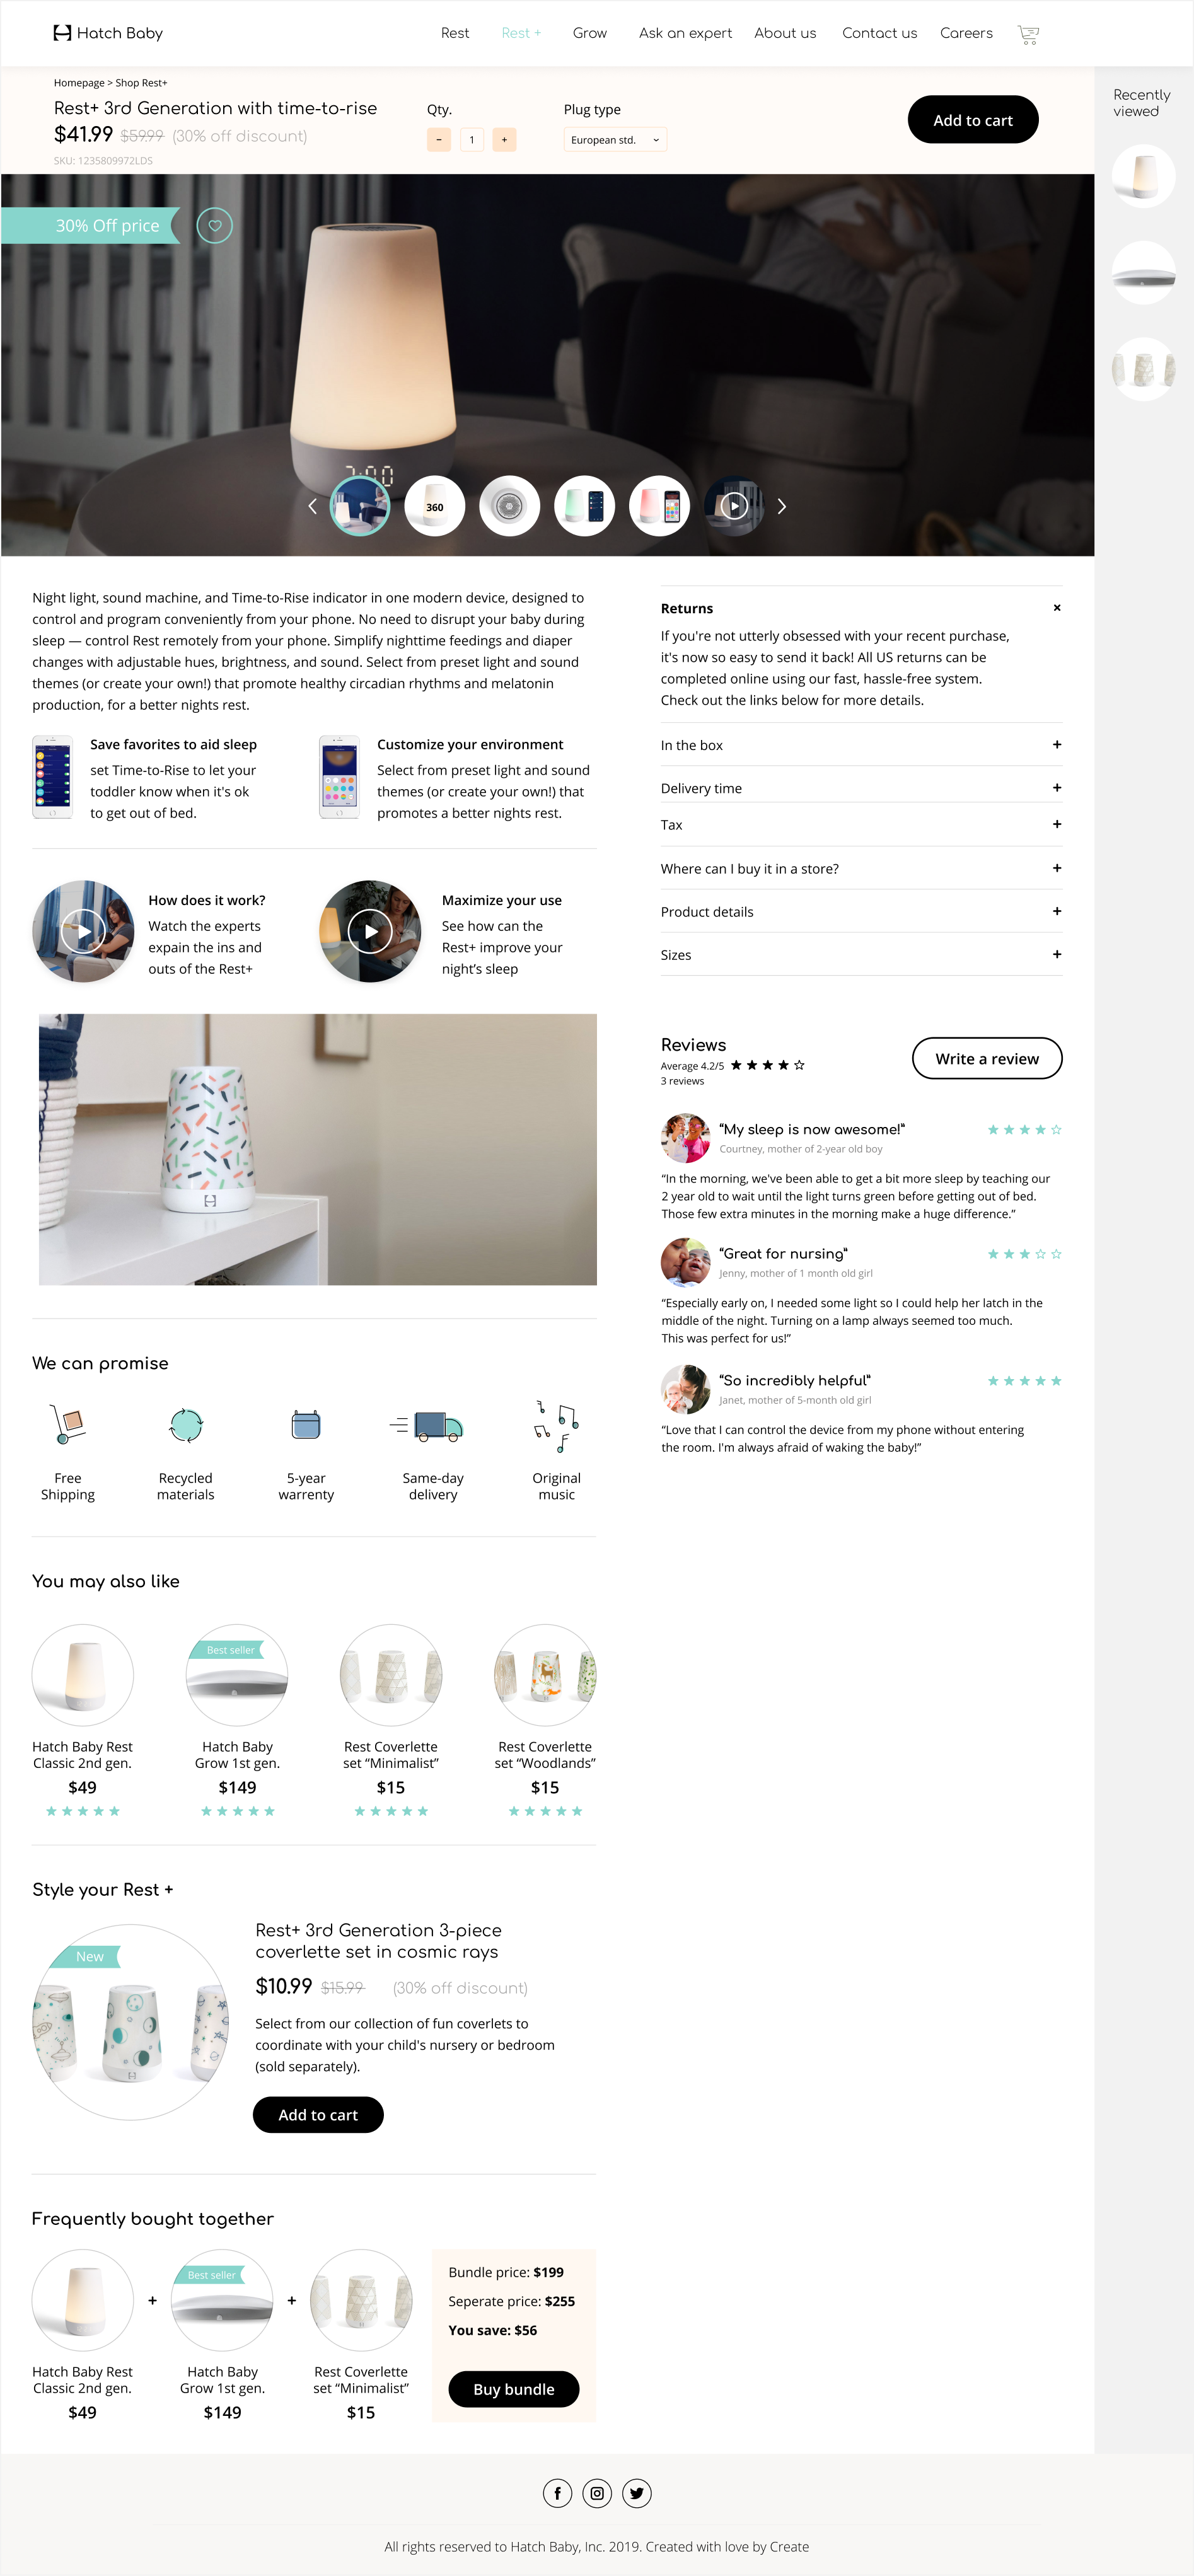 Hatch Baby
Rest
Rest +
Grow
Ask an expert
About us
Contact us
Careers
Homepage > Shop Rest+
Rest+ 3rd Generation with time-to-rise
$41.99 $59.99 (30% off discount)
SKU: 1235809972LDS
Qty.
− 1 +
Plug type
European std.
Add to cart
Recently
viewed
30% Off price
360
Night light, sound machine, and Time-to-Rise indicator in one modern device, designed to
control and program conveniently from your phone. No need to disrupt your baby during
sleep — control Rest remotely from your phone. Simplify nighttime feedings and diaper
changes with adjustable hues, brightness, and sound. Select from preset light and sound
themes (or create your own!) that promote healthy circadian rhythms and melatonin
production, for a better nights rest.
Save favorites to aid sleep
set Time-to-Rise to let your
toddler know when it's ok
to get out of bed.
Customize your environment
Select from preset light and sound
themes (or create your own!) that
promotes a better nights rest.
How does it work?
Watch the experts
expain the ins and
outs of the Rest+
Maximize your use
See how can the
Rest+ improve your
night’s sleep
Returns
If you're not utterly obsessed with your recent purchase,
it's now so easy to send it back! All US returns can be
completed online using our fast, hassle-free system.
Check out the links below for more details.
In the box +
Delivery time +
Tax +
Where can I buy it in a store? +
Product details +
Sizes +
Reviews
Average 4.2/5
3 reviews
Write a review
“My sleep is now awesome!”
Courtney, mother of 2-year old boy
“In the morning, we've been able to get a bit more sleep by teaching our
2 year old to wait until the light turns green before getting out of bed.
Those few extra minutes in the morning make a huge difference.”
“Great for nursing”
Jenny, mother of 1 month old girl
“Especially early on, I needed some light so I could help her latch in the
middle of the night. Turning on a lamp always seemed too much.
This was perfect for us!”
“So incredibly helpful”
Janet, mother of 5-month old girl
“Love that I can control the device from my phone without entering
the room. I'm always afraid of waking the baby!”
We can promise
Free
Shipping
Recycled
materials
5-year
warrenty
Same-day
delivery
Original
music
You may also like
Hatch Baby Rest
Classic 2nd gen.
$49
Best seller
Hatch Baby
Grow 1st gen.
$149
Rest Coverlette
set “Minimalist”
$15
Rest Coverlette
set “Woodlands”
$15
Style your Rest +
New
Rest+ 3rd Generation 3-piece
coverlette set in cosmic rays
$10.99 $15.99 (30% off discount)
Select from our collection of fun coverlets to
coordinate with your child's nursery or bedroom
(sold separately).
Add to cart
Frequently bought together
Hatch Baby Rest
Classic 2nd gen.
$49
+
Best seller
Hatch Baby
Grow 1st gen.
$149
+
Rest Coverlette
set “Minimalist”
$15
Bundle price: $199
Seperate price: $255
You save: $56
Buy bundle
All rights reserved to Hatch Baby, Inc. 2019. Created with love by Create